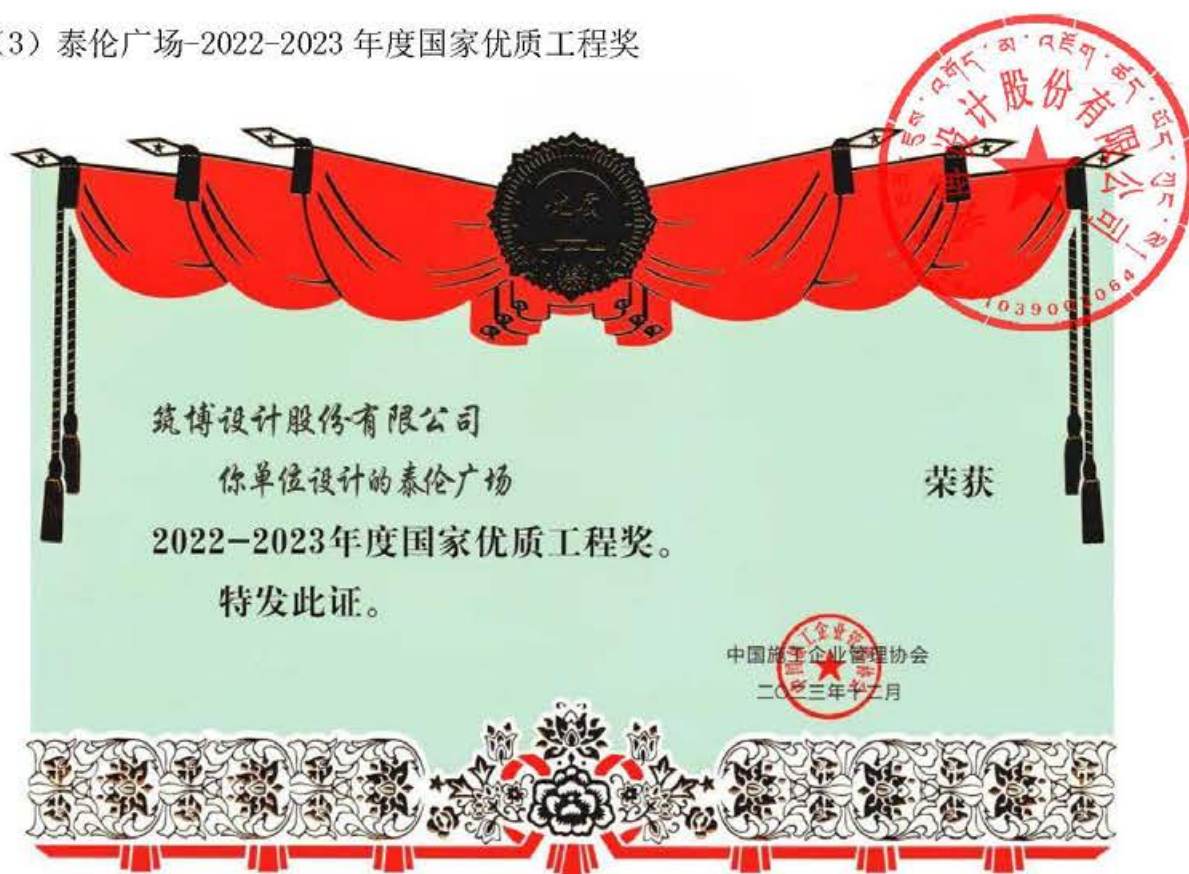 3）泰伦广场-2022-2023 年度国家优质工程奖
设计股份有限公司
筑博设计股份有限公司
你单位设计的泰伦广场 荣获
2022-2023年度国家优质工程奖。
特发此证。
中国施工企业管理协会
二〇二三年十二月